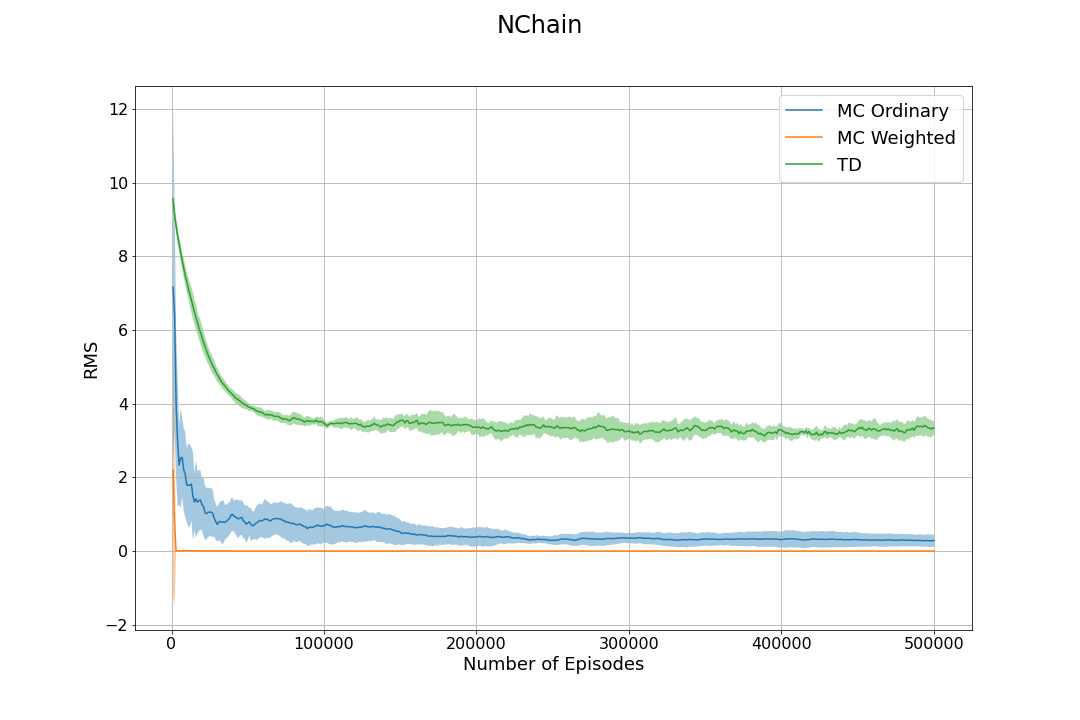 NChain
MC Ordinary
MC Weighted
TD
12
10
8
6
4
2
0
−2
RMS
0
100000
200000
300000
400000
500000
Number of Episodes